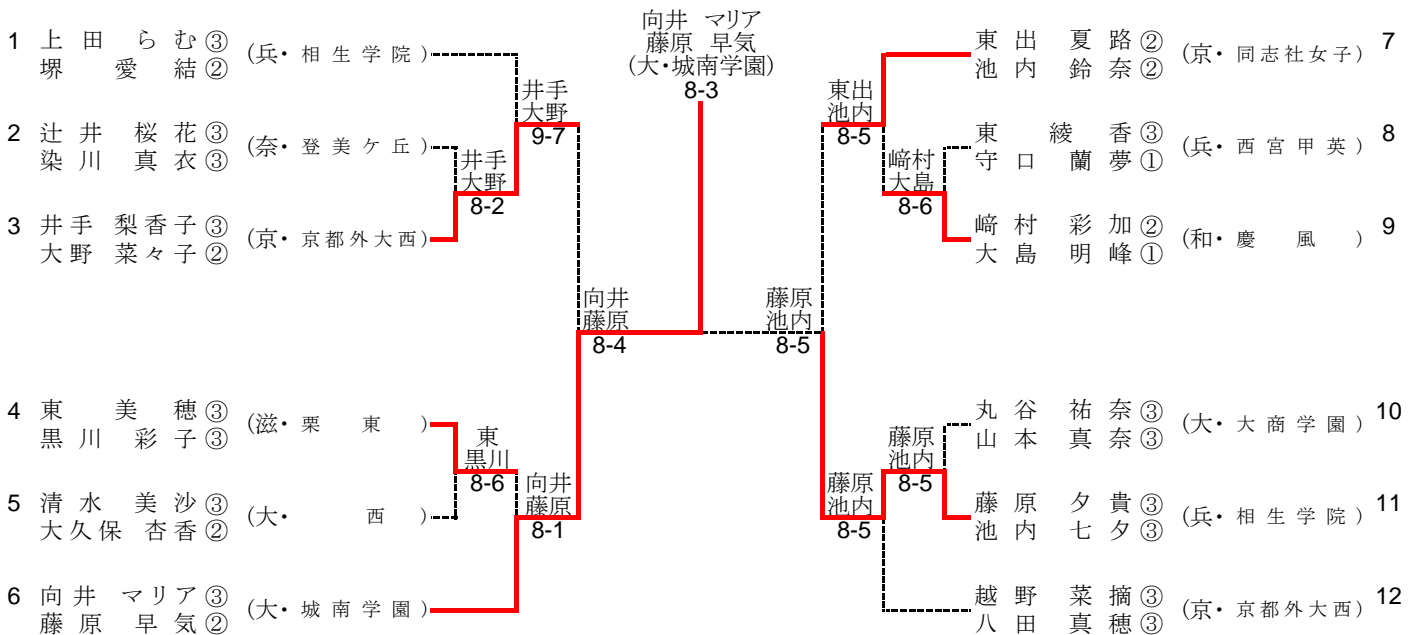 向井 マリア
藤原 早気
(大・城南学園)
8-3
1 上田 らむ③ (兵・相生学院)
堺 愛結②
井手
大野
9-7
2 辻井 桜花③ (奈・登美ケ丘)
染川 真衣③
井手
大野
8-2
3 井手 梨香子③ (京・京都外大西)
大野 菜々子②
向井
藤原
8-4
4 東 美穂③ (滋・栗東)
黒川 彩子③
東
黒川
8-6
5 清水 美沙③ (大・西)
大久保 杏香②
向井
藤原
8-1
6 向井 マリア③ (大・城南学園)
藤原 早気②
東出 夏路② (京・同志社女子) 7
池内 鈴奈②
東出
池内
8-5
東 綾香③ (兵・西宮甲英) 8
守口 蘭夢①
﨑村
大島
8-6
﨑村 彩加② (和・慶風) 9
大島 明峰①
藤原
池内
8-5
丸谷 祐奈③ (大・大商学園) 10
山本 真奈③
藤原
池内
8-5
藤原 夕貴③ (兵・相生学院) 11
池内 七夕③
藤原
池内
8-5
越野 菜摘③ (京・京都外大西) 12
八田 真穂③